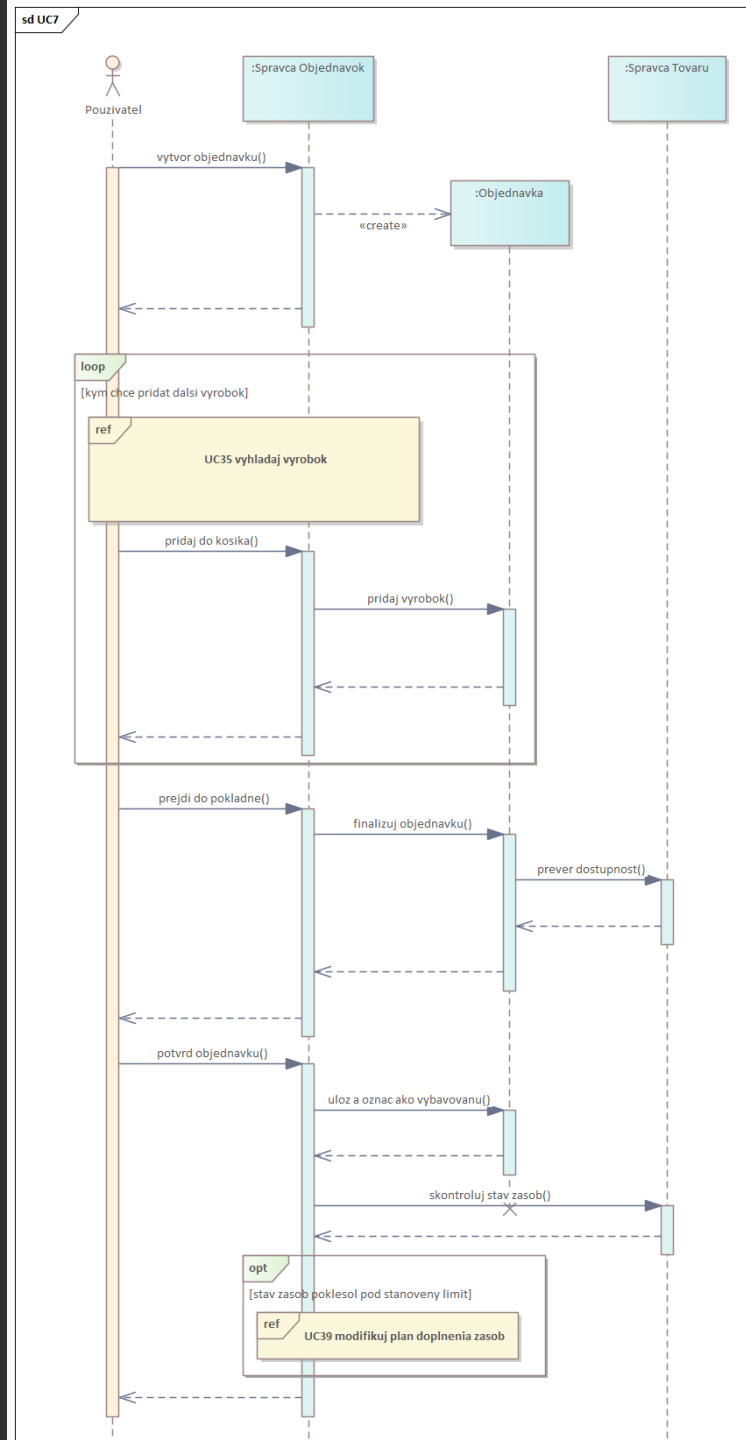 sd UC7
:Spravca Objednavok
:Spravca Tovaru
Pouzivatel
vytvor objednavku()
:Objednavka
«create»
loop
[kym chce pridat dalsi vyrobok]
ref
UC35 vyhladaj vyrobok
pridaj do kosika()
pridaj vyrobok()
prejdi do pokladne()
finalizuj objednavku()
prever dostupnost()
potvrd objednavku()
uloz a oznac ako vybavovanu()
skontroluj stav zasob()
opt
[stav zasob poklesol pod stanoveny limit]
ref
UC39 modifikuj plan doplnenia zasob